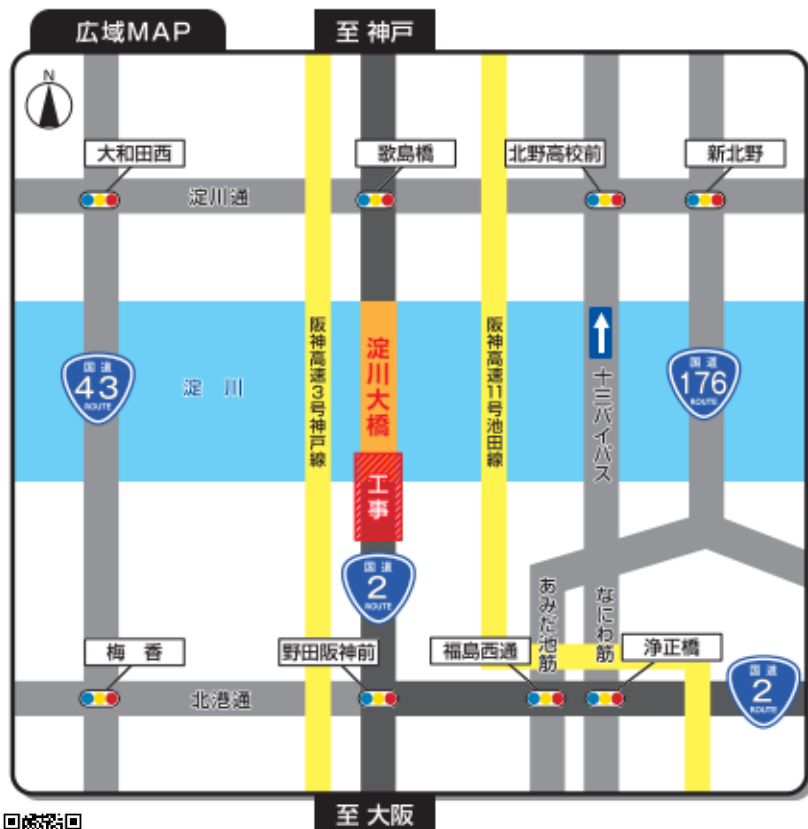 広域MAP
至 神戸
N
大和田西
歌島橋
北野高校前
新北野
淀川通
国道
43
ROUTE
淀 川
阪神高速3号神戸線
淀川大橋
阪神高速11号池田線
十三バイパス
国道
176
ROUTE
工事
国道
2
ROUTE
あみだ池筋
なにわ筋
梅 香
野田阪神前
福島西通
浄正橋
北港通
国道
2
ROUTE
至 大阪